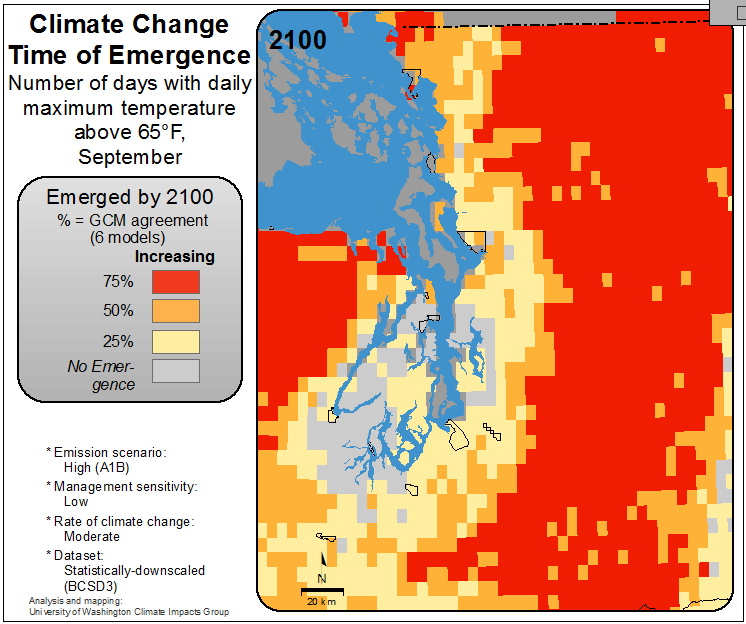 Climate Change
Time of Emergence
Number of days with daily
maximum temperature
above 65°F,
September
Emerged by 2100
% = GCM agreement
(6 models)
Increasing
75%
50%
25%
No Emer-
gence
* Emission scenario:
High (A1B)
* Management sensitivity:
Low
* Rate of climate change:
Moderate
* Dataset:
Statistically-downscaled
(BCSD3)
Analysis and mapping:
University of Washington Climate Impacts Group
2100
N
20 km